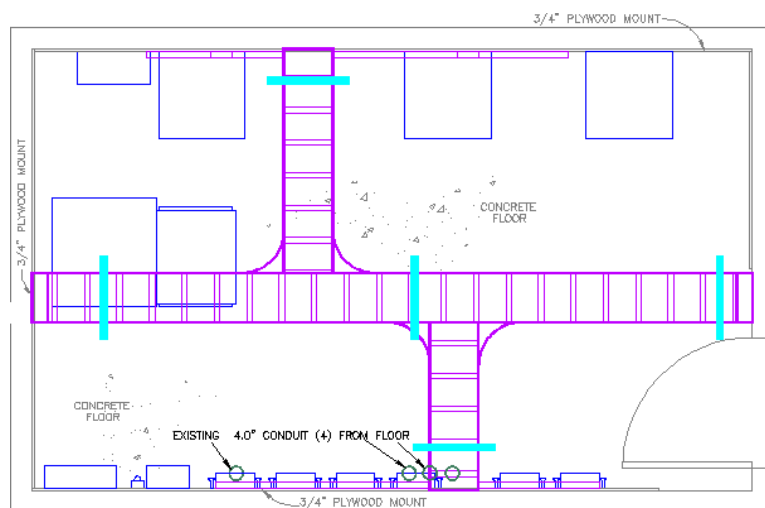 3/4" PLYWOOD MOUNT
3/4" PLYWOOD MOUNT
CONCRETE
FLOOR
CONCRETE
FLOOR
EXISTING 4.0" CONDUIT (4) FROM FLOOR
3/4" PLYWOOD MOUNT